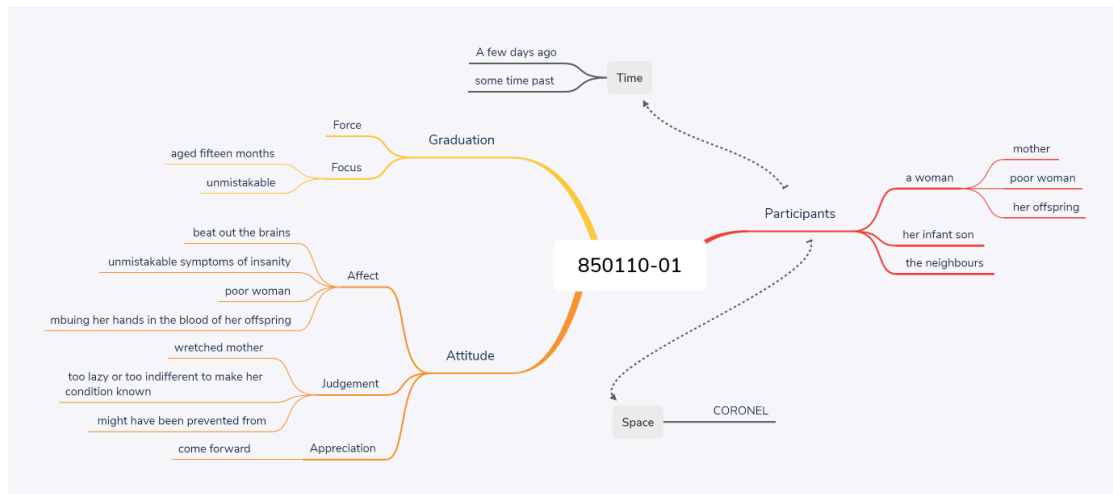 A few days ago
some time past
Time
Force
Graduation
aged fifteen months
Focus
unmistakable
mother
a woman
poor woman
her offspring
Participants
her infant son
the neighbours
850110-01
beat out the brains
unmistakable symptoms of insanity
Affect
poor woman
mbuing her hands in the blood of her offspring
Attitude
wretched mother
too lazy or too indifferent to make her
condition known
Judgement
might have been prevented from
come forward
Appreciation
Space
CORONEL